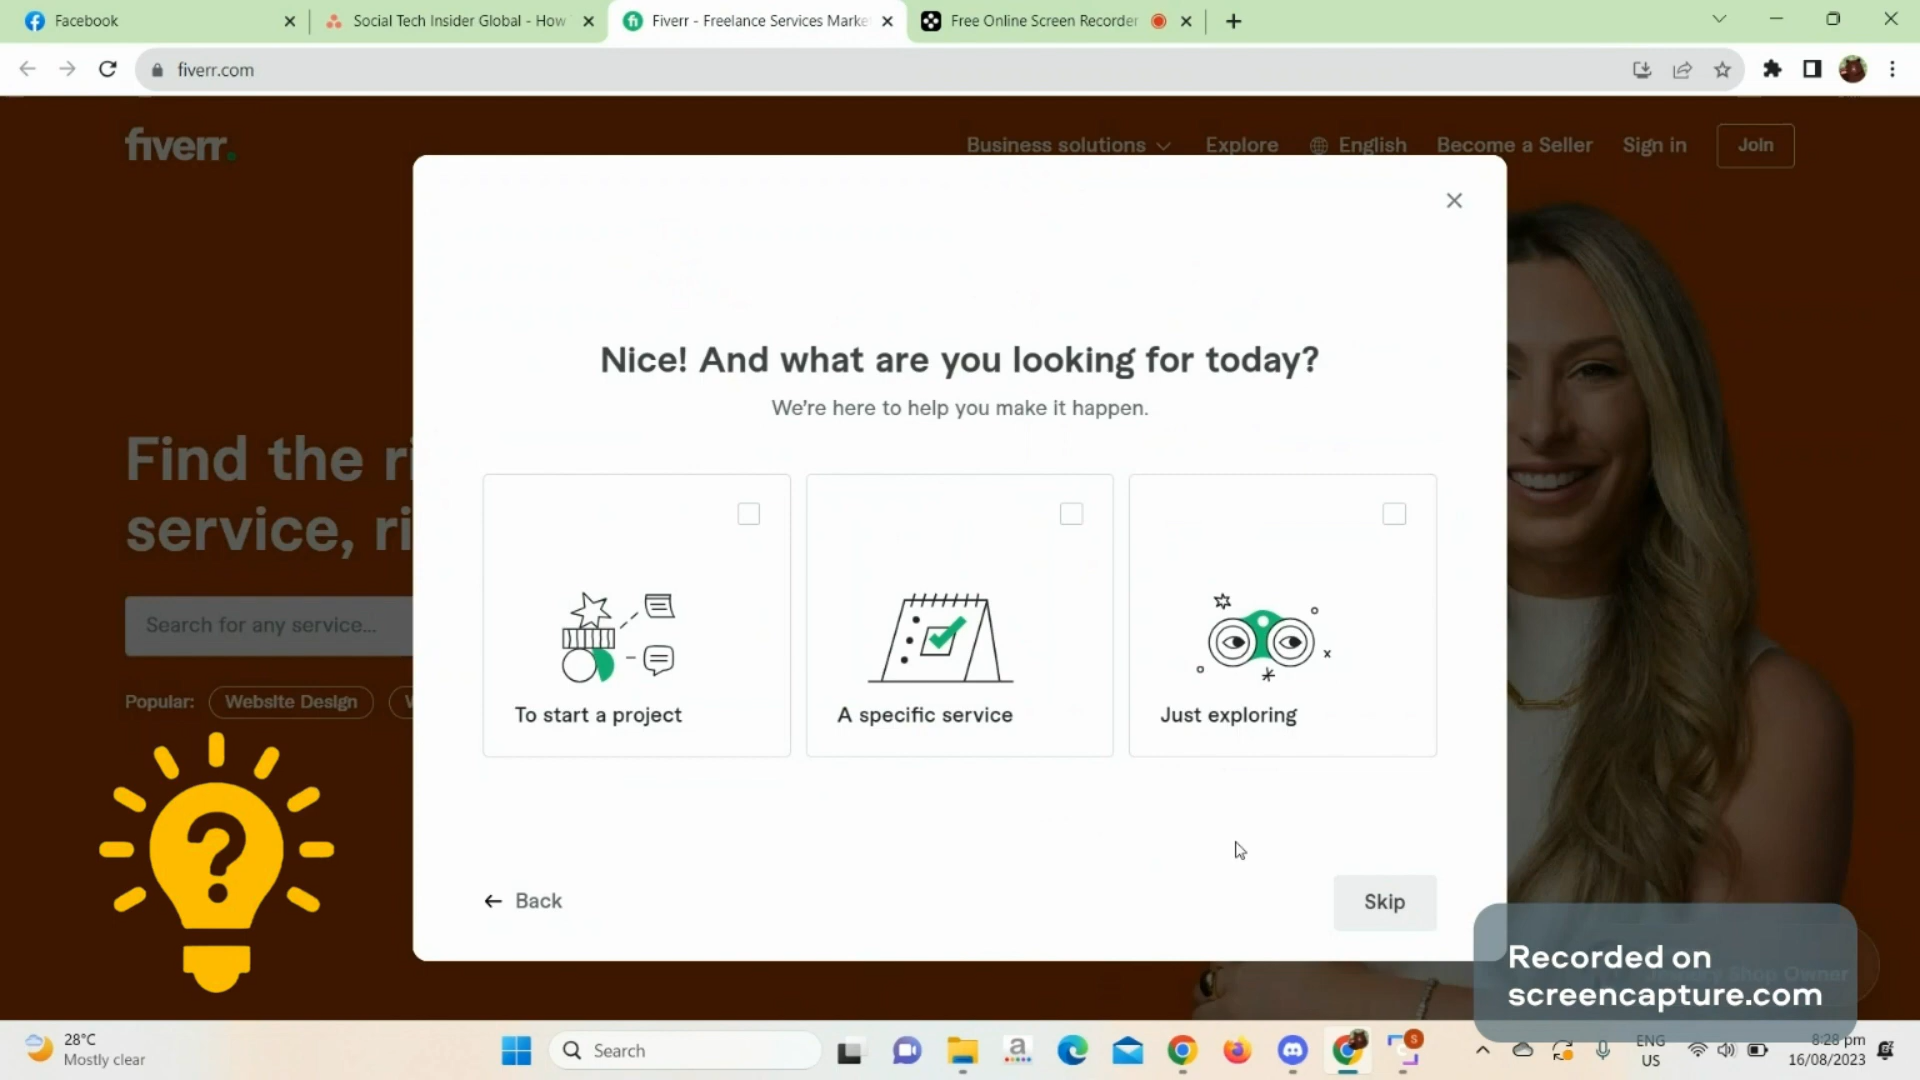 Facebook
Social Tech Insider Global - How
Fiverr - Freelance Services Marke
Free Online Screen Recorder
fiverr.com
fiverr.
Business solutions
Explore
English
Become a Seller
Sign in
Join
Nice! And what are you looking for today?
We're here to help you make it happen.
Find the ri
service, ri
Search for any service...
Popular:
Website Design
To start a project
A specific service
Just exploring
?
Back
Skip
Recorded on
screencapture.com
Shop Owner
28°C
Mostly clear
Search
ENG
US
8:28 pm
16/08/2023